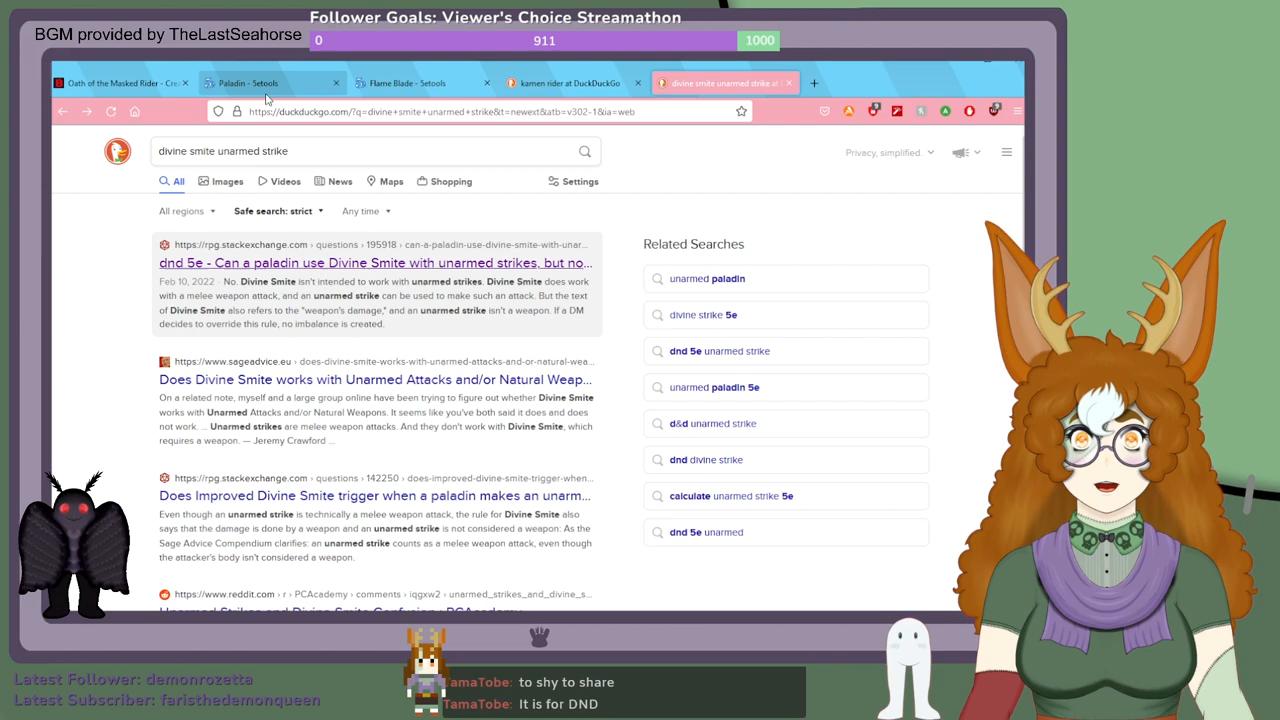 Follower Goals: Viewer's Choice Streamathon
BGM provided by TheLastSeahorse
0 911 1000
Oath of the Masked Rider - Cre
Paladin - 5etools
Flame Blade - 5etools
kamen rider at DuckDuckGo
divine smite unarmed strike at
https://duckduckgo.com/?q=divine+smite+unarmed+strike&t=newext&atb=v302-1&ia=web
divine smite unarmed strike
Privacy, simplified.
All Images Videos News Maps Shopping Settings
All regions Safe search: strict Any time
https://rpg.stackexchange.com › questions › 195918 › can-a-paladin-use-divine-smite-with-unar...
dnd 5e - Can a paladin use Divine Smite with unarmed strikes, but no...
Feb 10, 2022 · No. Divine Smite isn't intended to work with unarmed strikes. Divine Smite does work
with a melee weapon attack, and an unarmed strike can be used to make such an attack. But the text
of Divine Smite also refers to the "weapon's damage," and an unarmed strike isn't a weapon. If a DM
decides to override this rule, no imbalance is created.
https://www.sageadvice.eu › does-divine-smite-works-with-unarmed-attacks-and-or-natural-wea...
Does Divine Smite works with Unarmed Attacks and/or Natural Weap...
On a related note, myself and a large group online have been trying to figure out whether Divine Smite
works with Unarmed Attacks and/or Natural Weapons. It seems like you've both said it does and does
not work. ... Unarmed strikes are melee weapon attacks. And they don't work with Divine Smite, which
requires a weapon. — Jeremy Crawford ...
https://rpg.stackexchange.com › questions › 142250 › does-improved-divine-smite-trigger-when...
Does Improved Divine Smite trigger when a paladin makes an unarm...
Even though an unarmed strike is technically a melee weapon attack, the rule for Divine Smite also
says that the damage is done by a weapon and an unarmed strike is not considered a weapon: As the
Sage Advice Compendium clarifies: an unarmed strike counts as a melee weapon attack, even though
the attacker's body isn't considered a weapon.
https://www.reddit.com › r › PCAcademy › comments › iqgxw2 › unarmed_strikes_and_divine_s...
Unarmed Strikes and Divine Smite Confusion : PCAcademy
Related Searches
unarmed paladin
divine strike 5e
dnd 5e unarmed strike
unarmed paladin 5e
d&d unarmed strike
dnd divine strike
calculate unarmed strike 5e
dnd 5e unarmed
Latest Follower: demonrozetta
Latest Subscriber: faristhedemonqueen
TamaTobe: to shy to share
TamaTobe: It is for DND